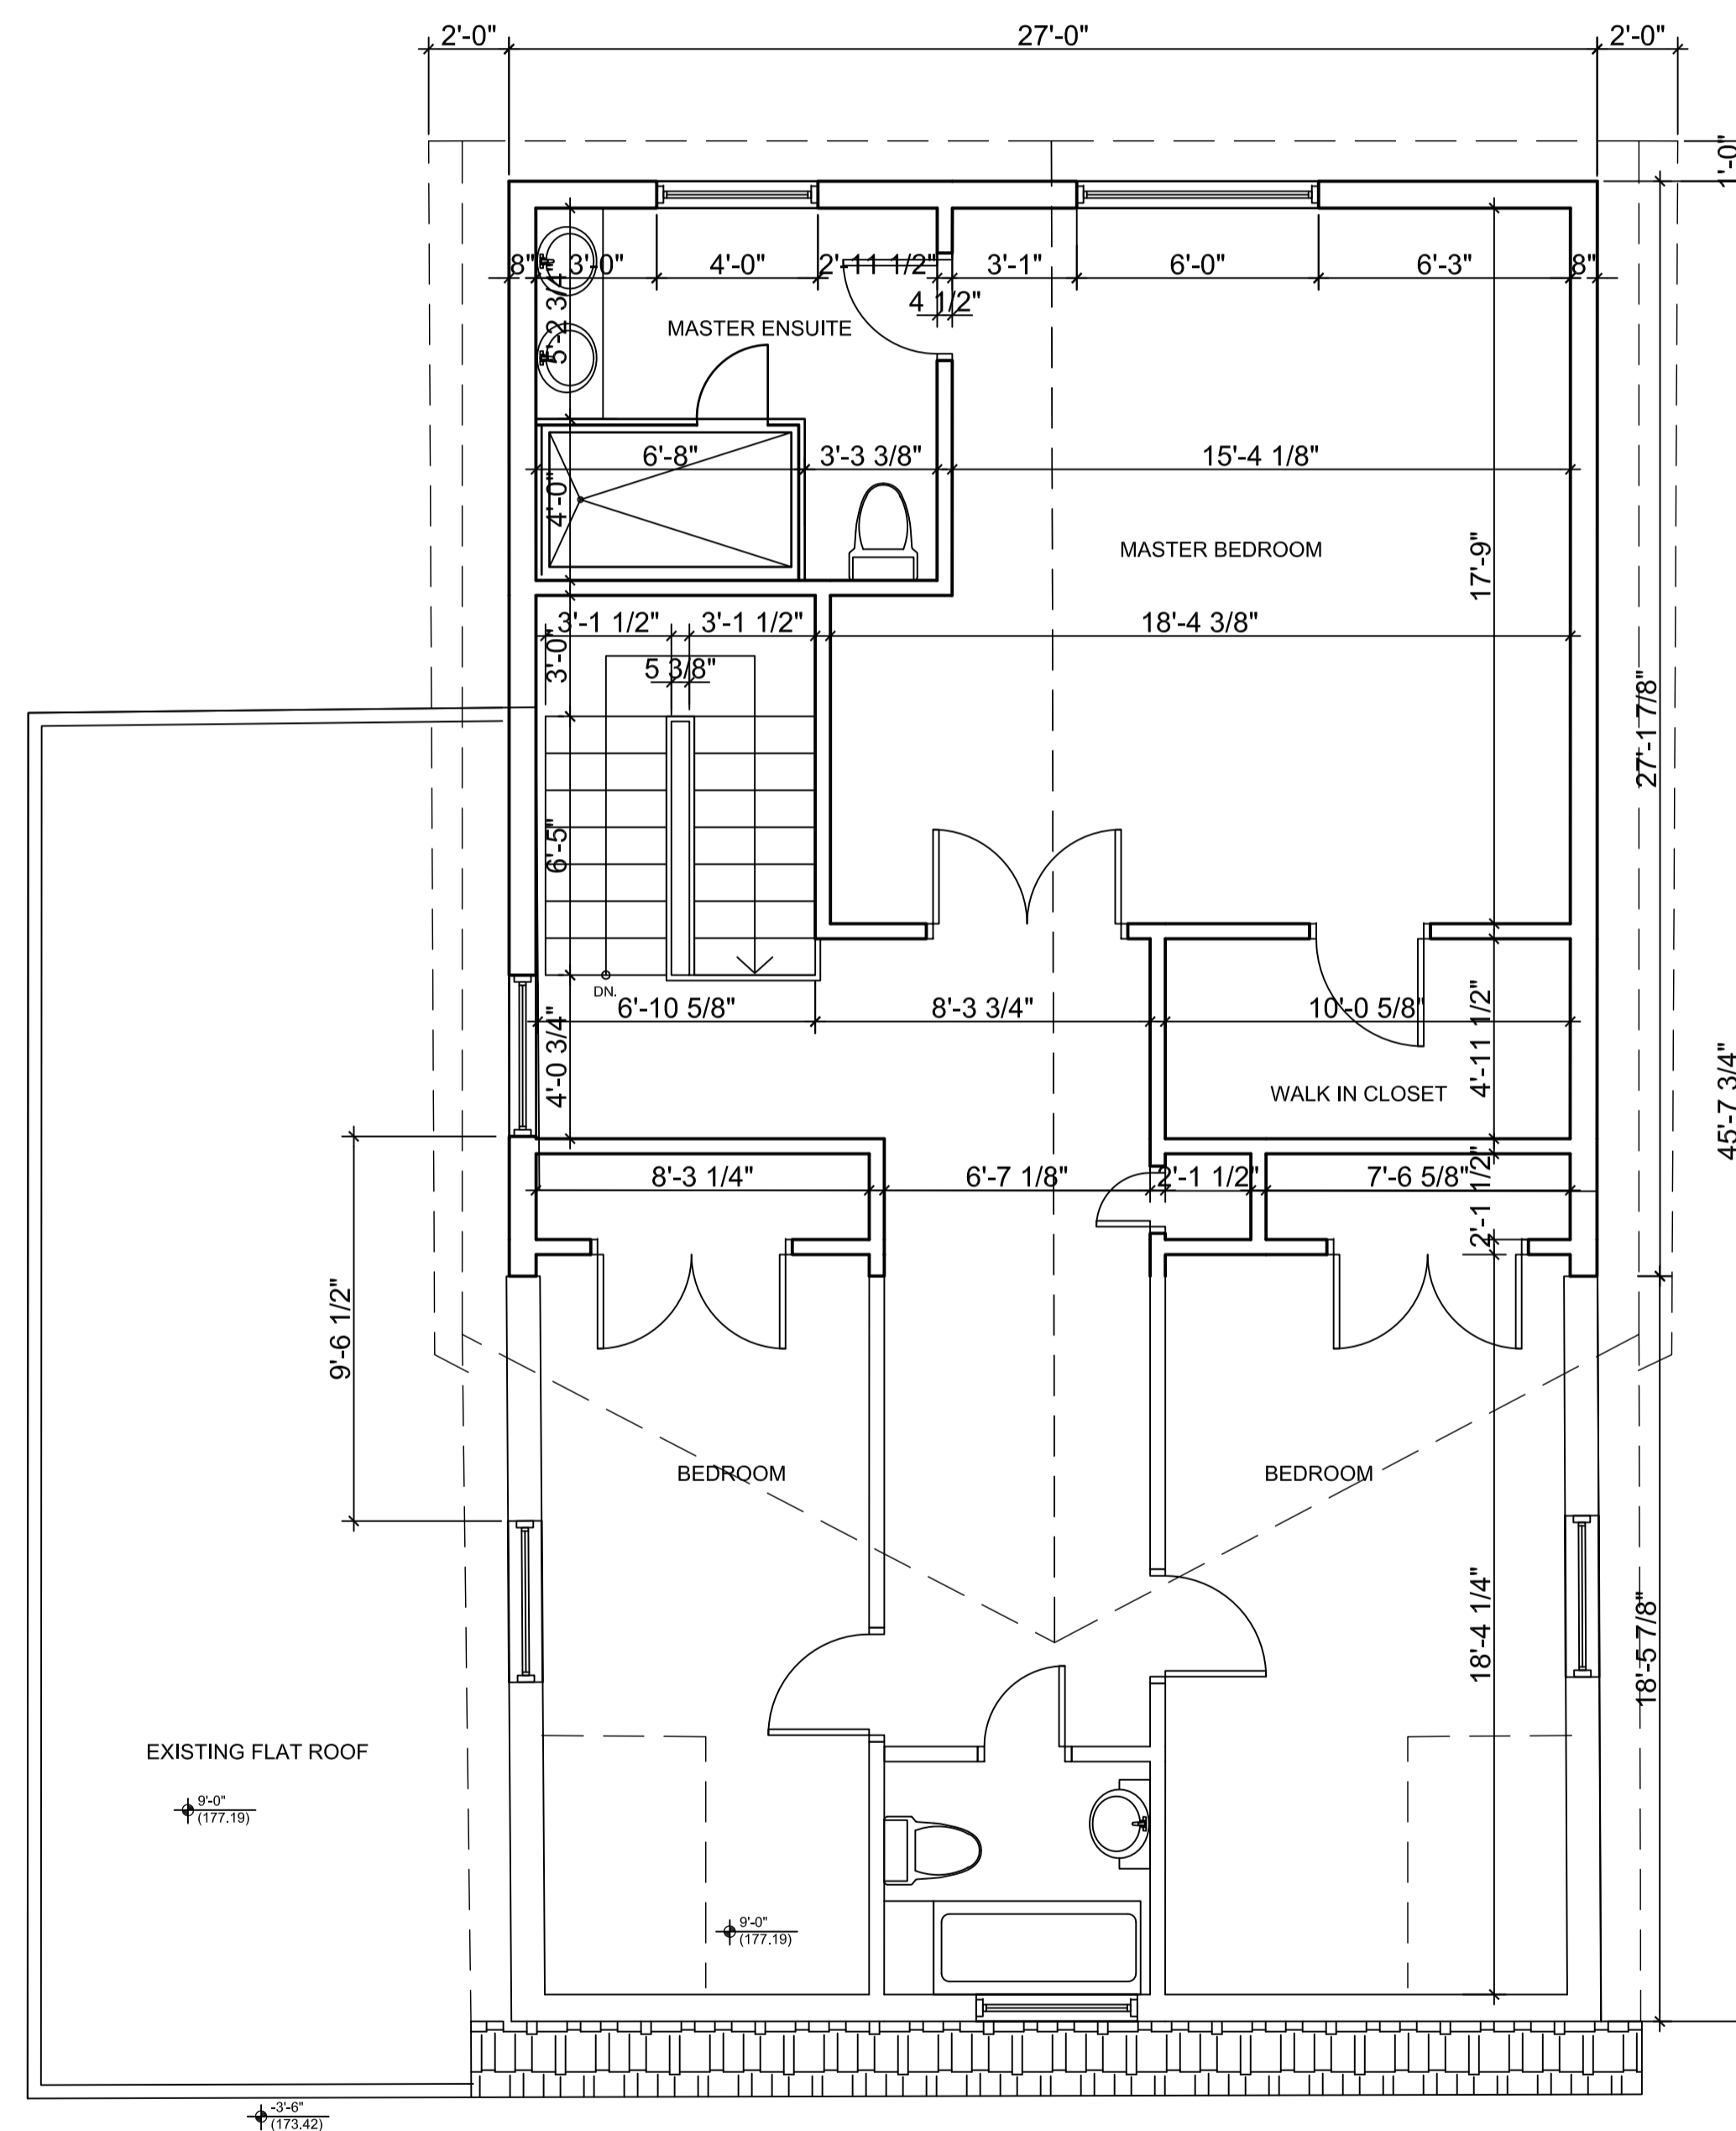 2'-0" 27'-0" 2'-0"
1'-0"
8" 3'-0" 4'-0" 2'-11 1/2" 3'-1" 6'-0" 6'-3" 8"
4 1/2"
5'-2 3/4"
MASTER ENSUITE
6'-8" 3'-3 3/8" 15'-4 1/8"
4'-0"
MASTER BEDROOM
17'-9"
3'-1 1/2" 3'-1 1/2" 18'-4 3/8"
3'-0"
5 3/8"
27'-1 7/8"
6'-5"
DN.
6'-10 5/8" 8'-3 3/4" 10'-0 5/8"
4'-0 3/4"
4'-11 1/2"
WALK IN CLOSET
45'-7 3/4"
8'-3 1/4" 6'-7 1/8" 2'-1 1/2" 7'-6 5/8"
2'-1 1/2"
9'-6 1/2"
BEDROOM BEDROOM
18'-4 1/4"
18'-5 7/8"
EXISTING FLAT ROOF
9'-0"
(177.19)
9'-0"
(177.19)
-3'-6"
(173.42)